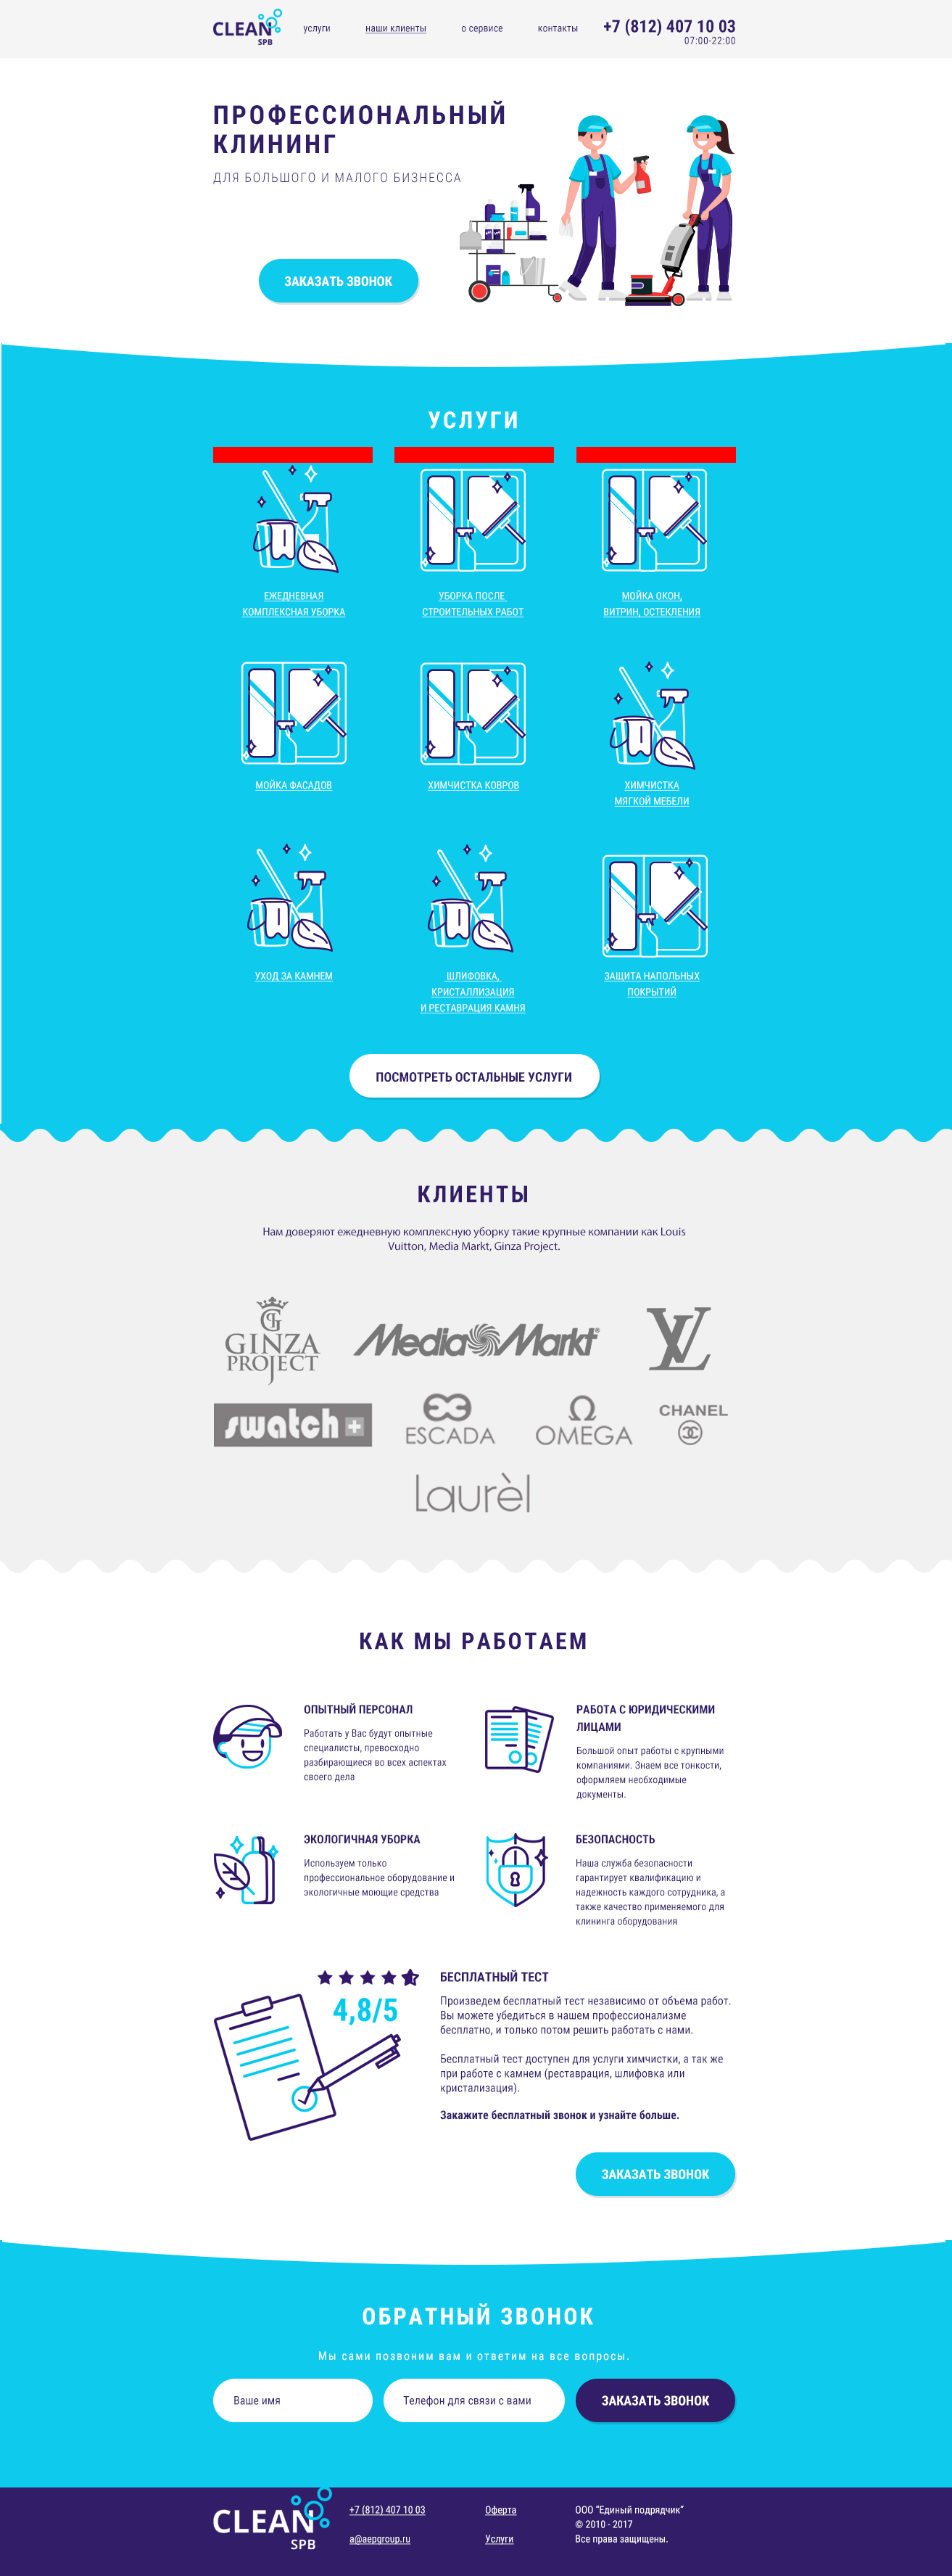 CLEAN SPB
услуги наши клиенты о сервисе контакты
+7 (812) 407 10 03
07:00-22:00
ПРОФЕССИОНАЛЬНЫЙ
КЛИНИНГ
ДЛЯ БОЛЬШОГО И МАЛОГО БИЗНЕССА
ЗАКАЗАТЬ ЗВОНОК
УСЛУГИ
ЕЖЕДНЕВНАЯ
КОМПЛЕКСНАЯ УБОРКА
УБОРКА ПОСЛЕ
СТРОИТЕЛЬНЫХ РАБОТ
МОЙКА ОКОН,
ВИТРИН, ОСТЕКЛЕНИЯ
МОЙКА ФАСАДОВ
ХИМЧИСТКА КОВРОВ
ХИМЧИСТКА
МЯГКОЙ МЕБЕЛИ
УХОД ЗА КАМНЕМ
ШЛИФОВКА,
КРИСТАЛЛИЗАЦИЯ
И РЕСТАВРАЦИЯ КАМНЯ
ЗАЩИТА НАПОЛЬНЫХ
ПОКРЫТИЙ
ПОСМОТРЕТЬ ОСТАЛЬНЫЕ УСЛУГИ
КЛИЕНТЫ
Нам доверяют ежедневную комплексную уборку такие крупные компании как Louis
Vuitton, Media Markt, Ginza Project.
GINZA
PROJECT
Media Markt
LV
swatch
ESCADA
OMEGA
CHANEL
Laurèl
КАК МЫ РАБОТАЕМ
ОПЫТНЫЙ ПЕРСОНАЛ
Работать у Вас будут опытные
специалисты, превосходно
разбирающиеся во всех аспектах
своего дела
РАБОТА С ЮРИДИЧЕСКИМИ
ЛИЦАМИ
Большой опыт работы с крупными
компаниями. Знаем все тонкости,
оформляем необходимые
документы.
ЭКОЛОГИЧНАЯ УБОРКА
Используем только
профессиональное оборудование и
экологичные моющие средства
БЕЗОПАСНОСТЬ
Наша служба безопасности
гарантирует квалификацию и
надежность каждого сотрудника, а
также качество применяемого для
клининга оборудования
4,8/5
БЕСПЛАТНЫЙ ТЕСТ
Произведем бесплатный тест независимо от объема работ.
Вы можете убедиться в нашем профессионализме
бесплатно, и только потом решить работать с нами.
Бесплатный тест доступен для услуги химчистки, а так же
при работе с камнем (реставрация, шлифовка или
кристализация).
Закажите бесплатный звонок и узнайте больше.
ЗАКАЗАТЬ ЗВОНОК
ОБРАТНЫЙ ЗВОНОК
Мы сами позвоним вам и ответим на все вопросы.
Ваше имя
Телефон для связи с вами
ЗАКАЗАТЬ ЗВОНОК
CLEAN SPB
+7 (812) 407 10 03
a@aepgroup.ru
Оферта
Услуги
ООО “Единый подрядчик”
© 2010 - 2017
Все права защищены.